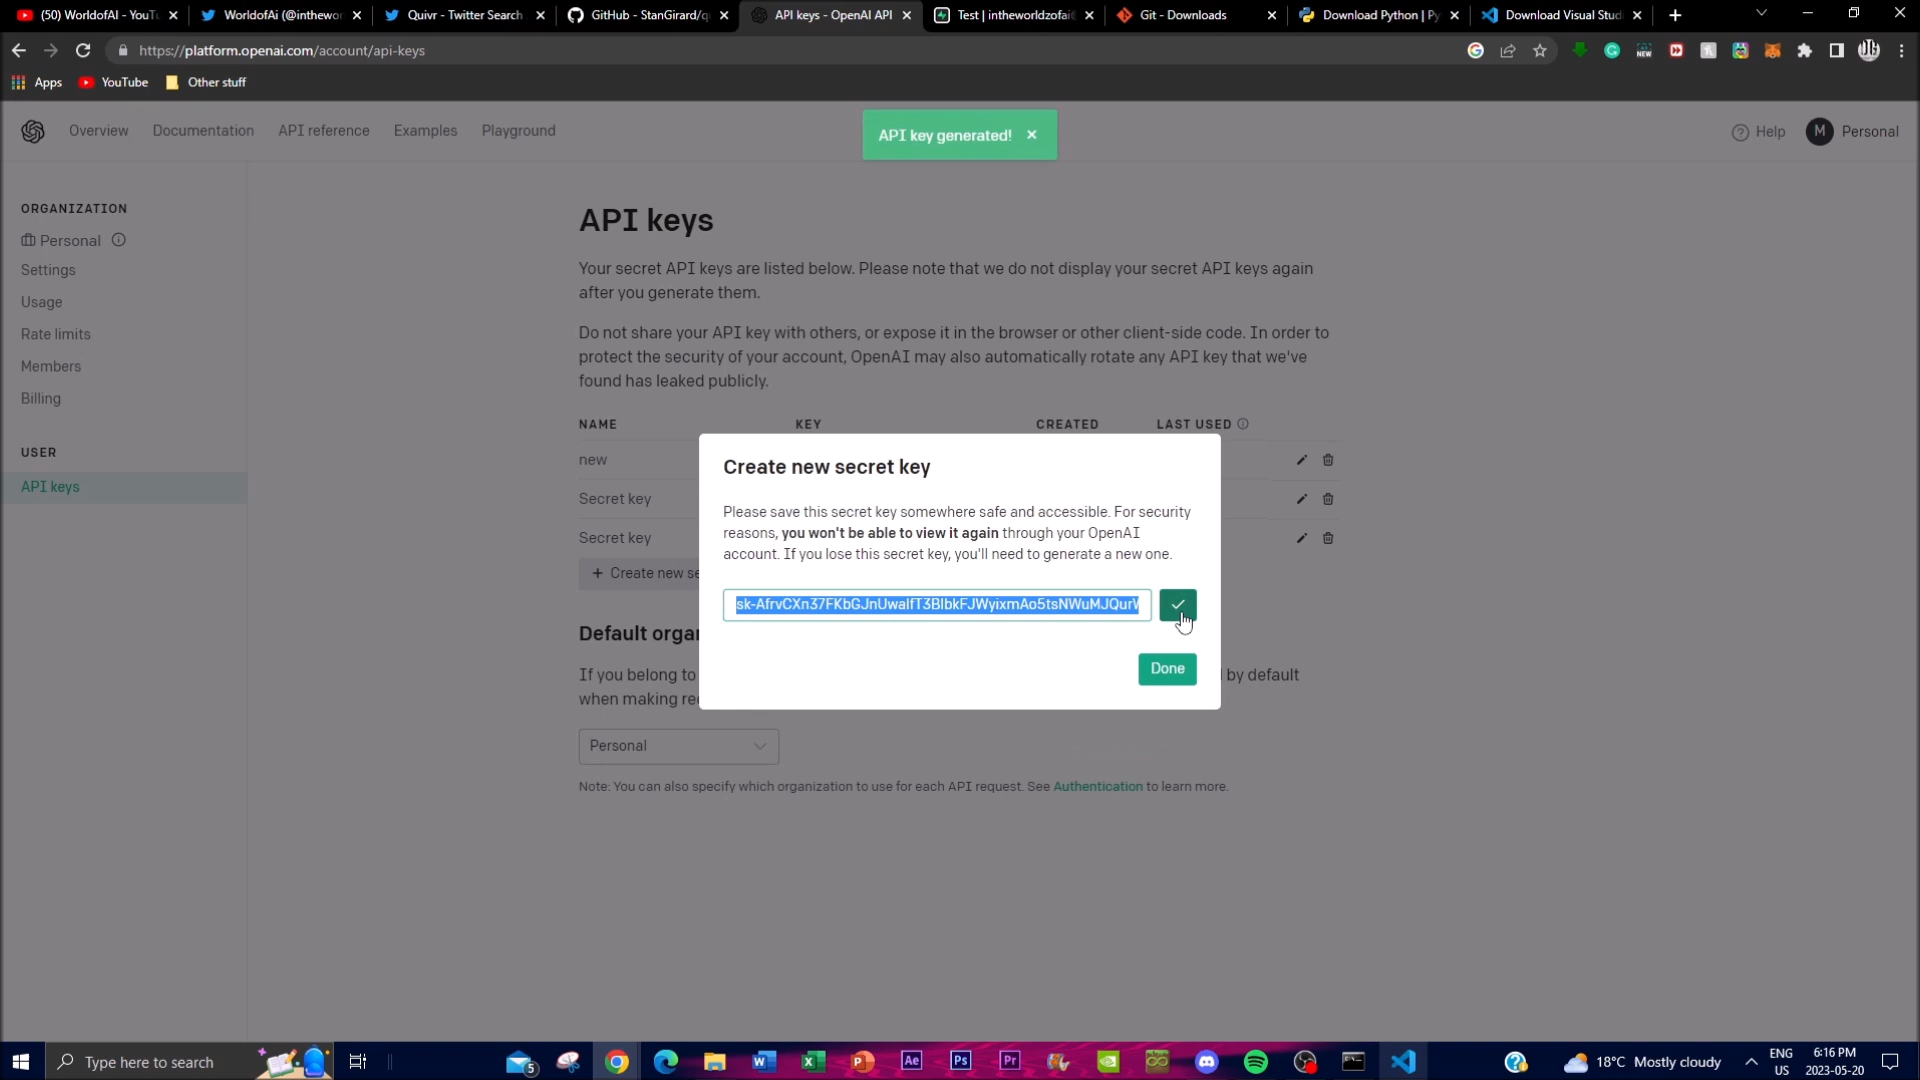 (50) WorldofAI - YouTu
WorldofAi (@inthewor
Quivr - Twitter Search
GitHub - StanGirard/q
API keys - OpenAI API
Test | intheworldzofai
Git - Downloads
Download Python | Py
Download Visual Stud
https://platform.openai.com/account/api-keys
Apps
YouTube
Other stuff
Overview
Documentation
API reference
Examples
Playground
API key generated!
Help
M
Personal
ORGANIZATION
Personal
Settings
Usage
Rate limits
Members
Billing
USER
API keys
API keys
Your secret API keys are listed below. Please note that we do not display your secret API keys again
after you generate them.
Do not share your API key with others, or expose it in the browser or other client-side code. In order to
protect the security of your account, OpenAI may also automatically rotate any API key that we've
found has leaked publicly.
NAME KEY CREATED LAST USED
new
Secret key
Secret key
+ Create new se
Create new secret key
Please save this secret key somewhere safe and accessible. For security
reasons, you won't be able to view it again through your OpenAI
account. If you lose this secret key, you'll need to generate a new one.
Done
Default orga
If you belong to
by default
when making re
Personal
Note: You can also specify which organization to use for each API request. See Authentication to learn more.
Type here to search
5
Ae
Ps
Pr
18°C Mostly cloudy
ENG
US
6:16 PM
2023-05-20